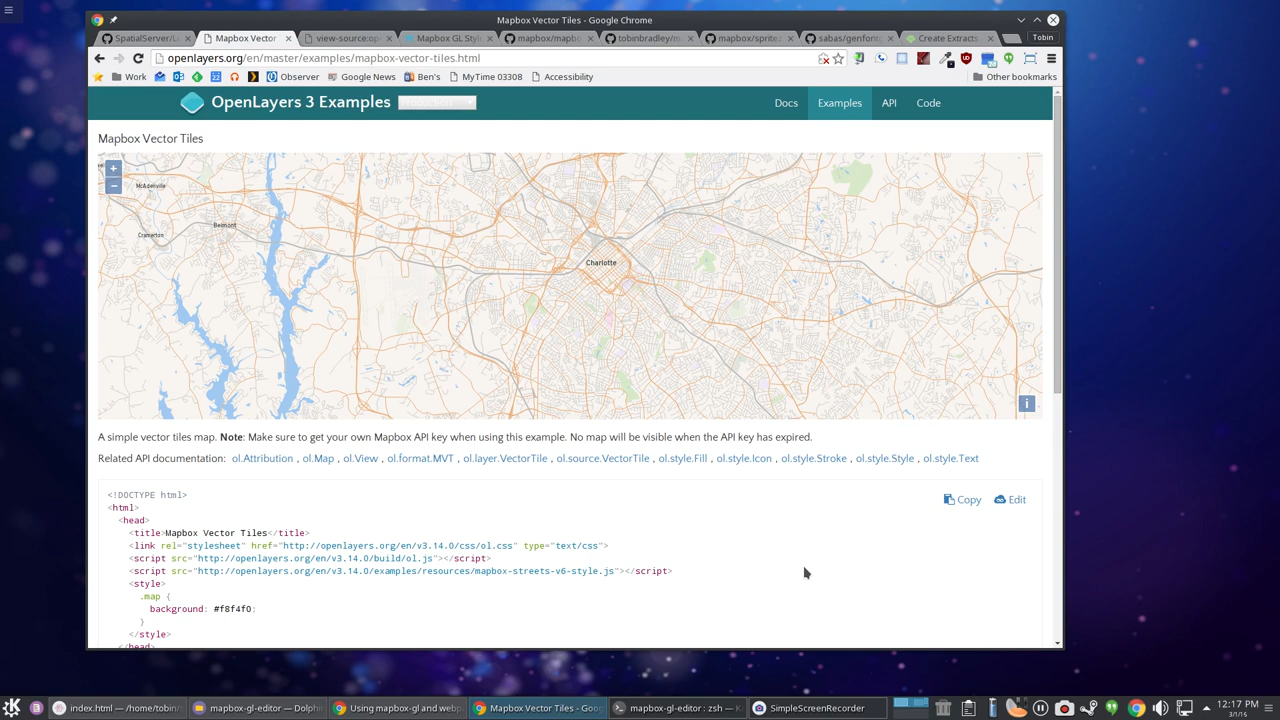 Mapbox Vector Tiles - Google Chrome
SpatialServer/Le
Mapbox Vector
view-source:ope
Mapbox GL Style
mapbox/mapbo
tobinbradley/ma
mapbox/sprite
sabas/genfont
Create Extracts
Tobin
openlayers.org/en/master/examples/mapbox-vector-tiles.html
Work
22
Observer
Google News
Ben's
MyTime 03308
Accessibility
Other bookmarks
OpenLayers 3 Examples
Docs
Examples
API
Code
Mapbox Vector Tiles
+
−
McAdenville
Belmont
Cramerton
Charlotte
i
A simple vector tiles map. Note: Make sure to get your own Mapbox API key when using this example. No map will be visible when the API key has expired.
Related API documentation: ol.Attribution , ol.Map , ol.View , ol.format.MVT , ol.layer.VectorTile , ol.source.VectorTile , ol.style.Fill , ol.style.Icon , ol.style.Stroke , ol.style.Style , ol.style.Text
Copy
Edit
<!DOCTYPE html>
<html>
<head>
<title>Mapbox Vector Tiles</title>
<link rel="stylesheet" href="http://openlayers.org/en/v3.14.0/css/ol.css" type="text/css">
<script src="http://openlayers.org/en/v3.14.0/build/ol.js"></script>
<script src="http://openlayers.org/en/v3.14.0/examples/resources/mapbox-streets-v6-style.js"></script>
<style>
.map {
background: #f8f4f0;
}
</style>
</head>
index.html — /home/tobin/
mapbox-gl-editor — Dolphi
Using mapbox-gl and webp
Mapbox Vector Tiles - Goo
mapbox-gl-editor : zsh — K
SimpleScreenRecorder
12:17 PM
3/1/16